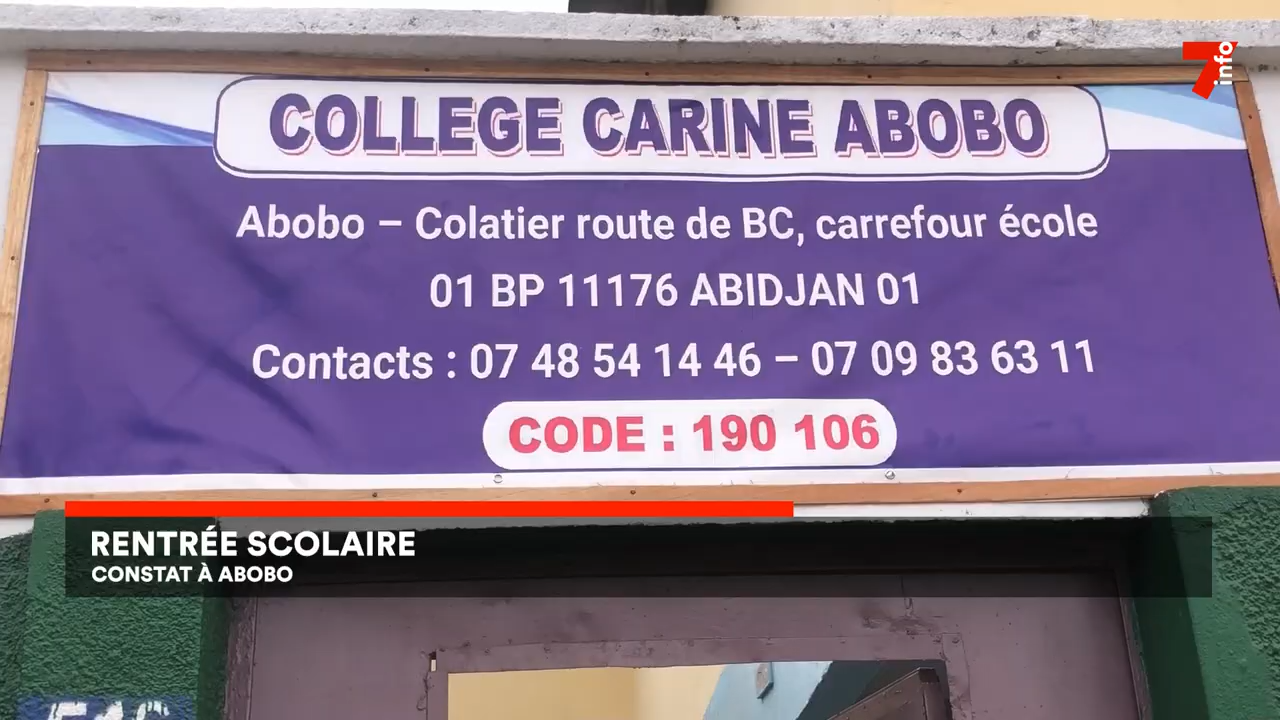 7info
COLLEGE CARINE ABOBO
Abobo – Colatier route de BC, carrefour école
01 BP 11176 ABIDJAN 01
Contacts : 07 48 54 14 46 – 07 09 83 63 11
CODE : 190 106
RENTRÉE SCOLAIRE
CONSTAT À ABOBO